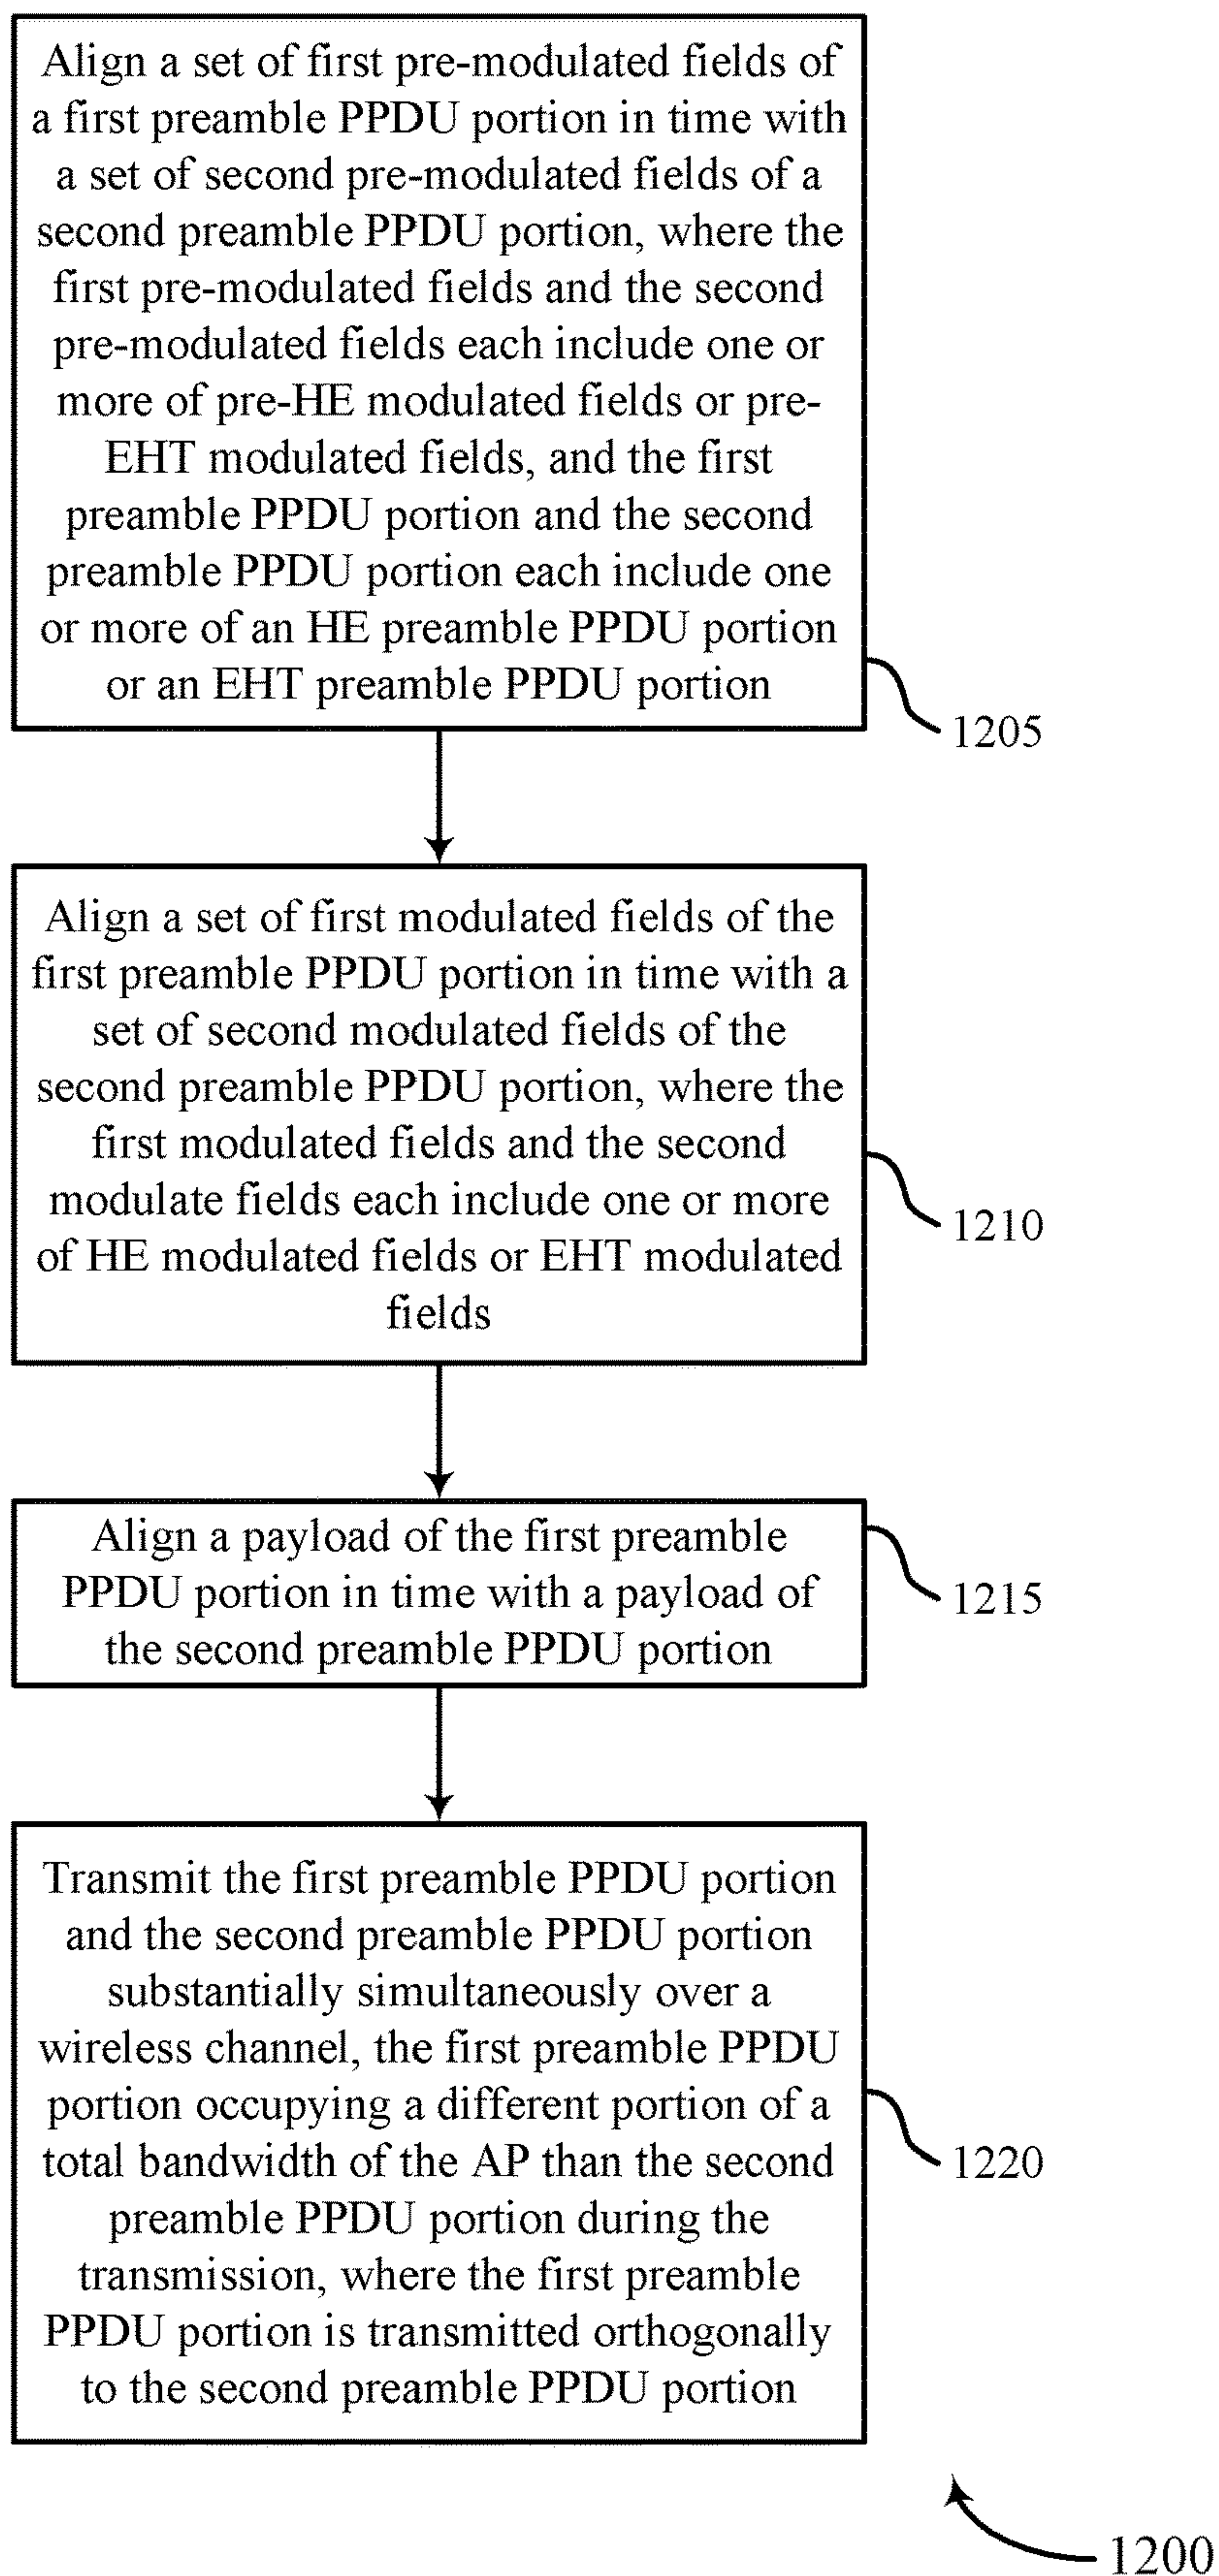 Align a set of first pre-modulated fields of
a first preamble PPDU portion in time with
a set of second pre-modulated fields of a
second preamble PPDU portion, where the
first pre-modulated fields and the second
pre-modulated fields each include one or
more of pre-HE modulated fields or pre-
EHT modulated fields, and the first
preamble PPDU portion and the second
preamble PPDU portion each include one
or more of an HE preamble PPDU portion
or an EHT preamble PPDU portion
1205
Align a set of first modulated fields of the
first preamble PPDU portion in time with a
set of second modulated fields of the
second preamble PPDU portion, where the
first modulated fields and the second
modulate fields each include one or more
of HE modulated fields or EHT modulated
fields
1210
Align a payload of the first preamble
PPDU portion in time with a payload of
the second preamble PPDU portion
1215
Transmit the first preamble PPDU portion
and the second preamble PPDU portion
substantially simultaneously over a
wireless channel, the first preamble PPDU
portion occupying a different portion of a
total bandwidth of the AP than the second
preamble PPDU portion during the
transmission, where the first preamble
PPDU portion is transmitted orthogonally
to the second preamble PPDU portion
1220
1200